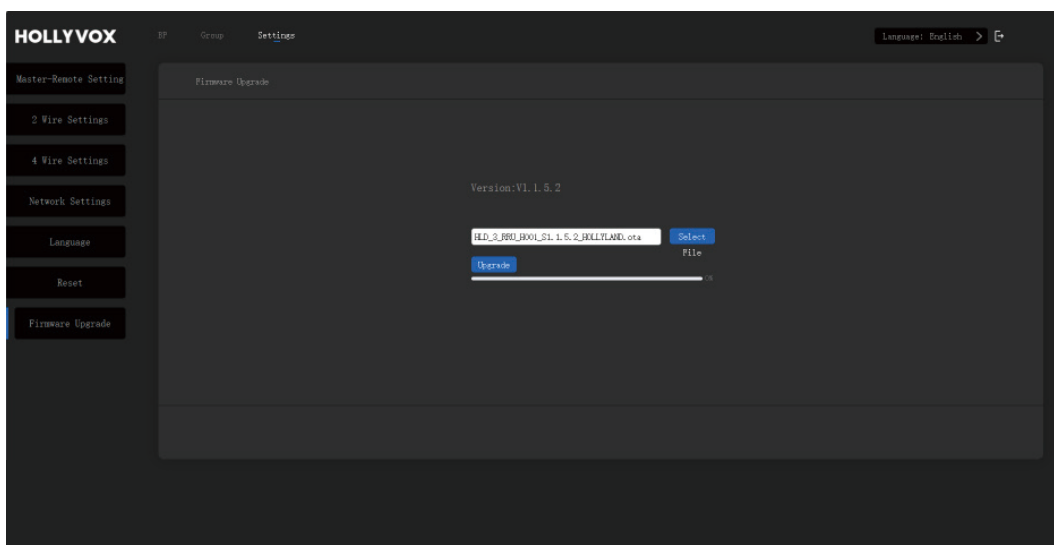 HOLLYVOX
BP Group Settings
Language: English
Master-Remote Setting
2 Wire Settings
4 Wire Settings
Network Settings
Language
Reset
Firmware Upgrade
Firmware Upgrade
Version:V1.1.5.2
HLD_3_RRU_H001_S1.1.5.2_HOLLYLAND.ota
Select
File
Upgrade
0%